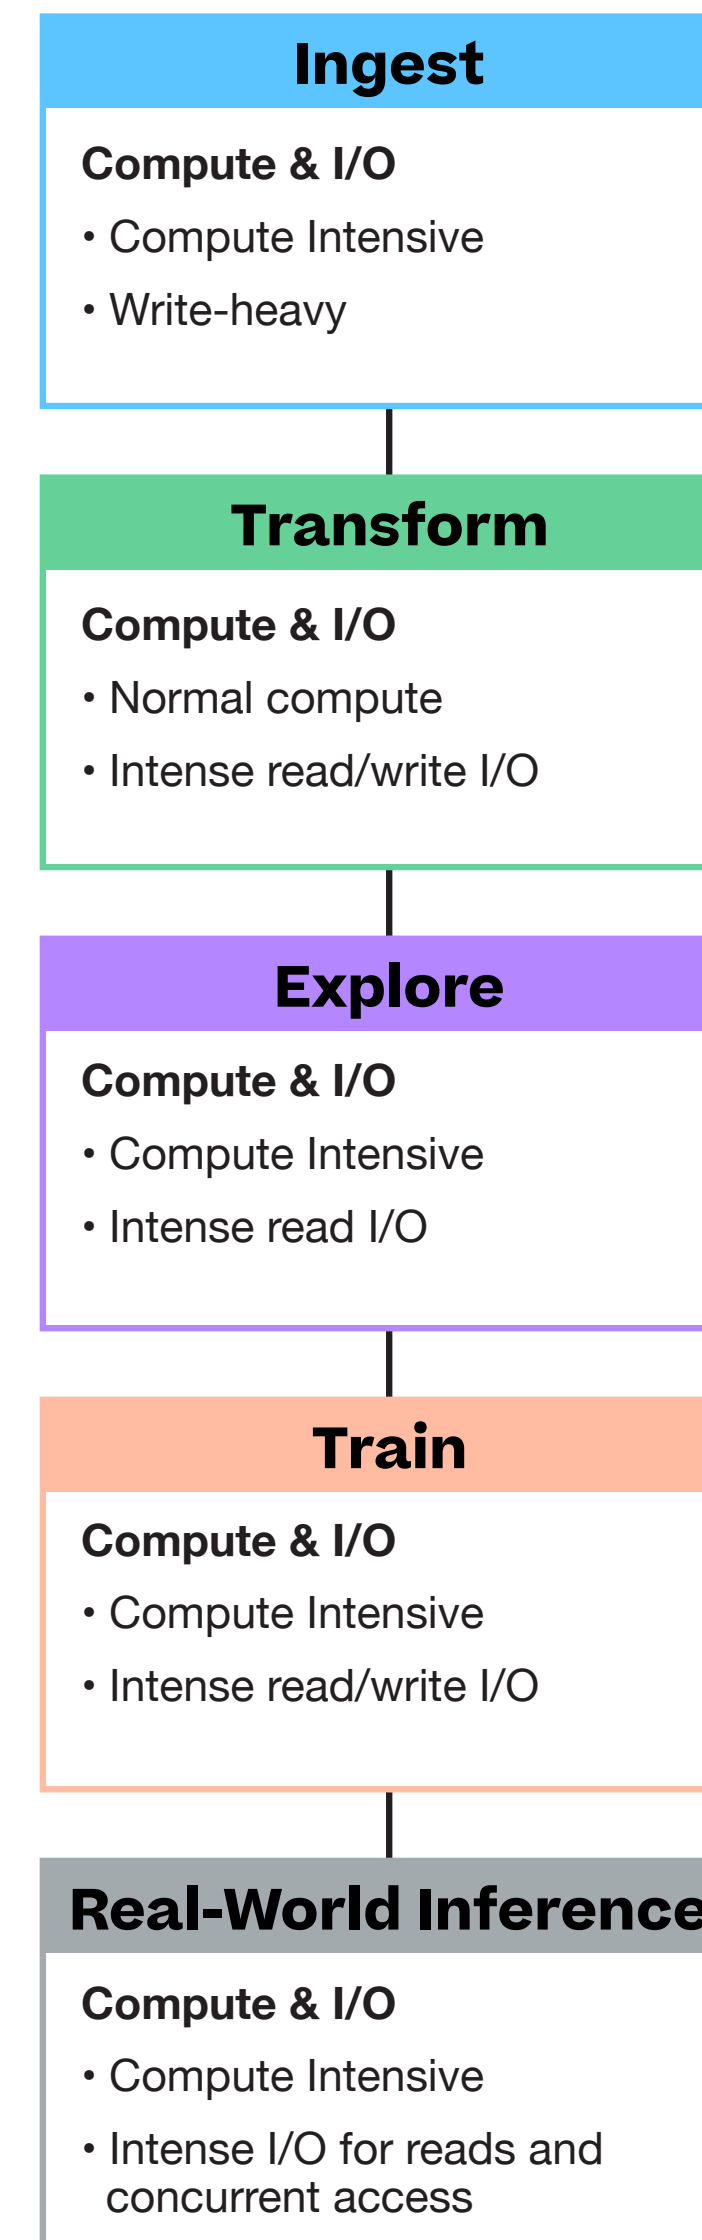 Ingest
Compute & I/O
• Compute Intensive
• Write-heavy
Transform
Compute & I/O
• Normal compute
• Intense read/write I/O
Explore
Compute & I/O
• Compute Intensive
• Intense read I/O
Train
Compute & I/O
• Compute Intensive
• Intense read/write I/O
Real-World Inference
Compute & I/O
• Compute Intensive
• Intense I/O for reads and
concurrent access